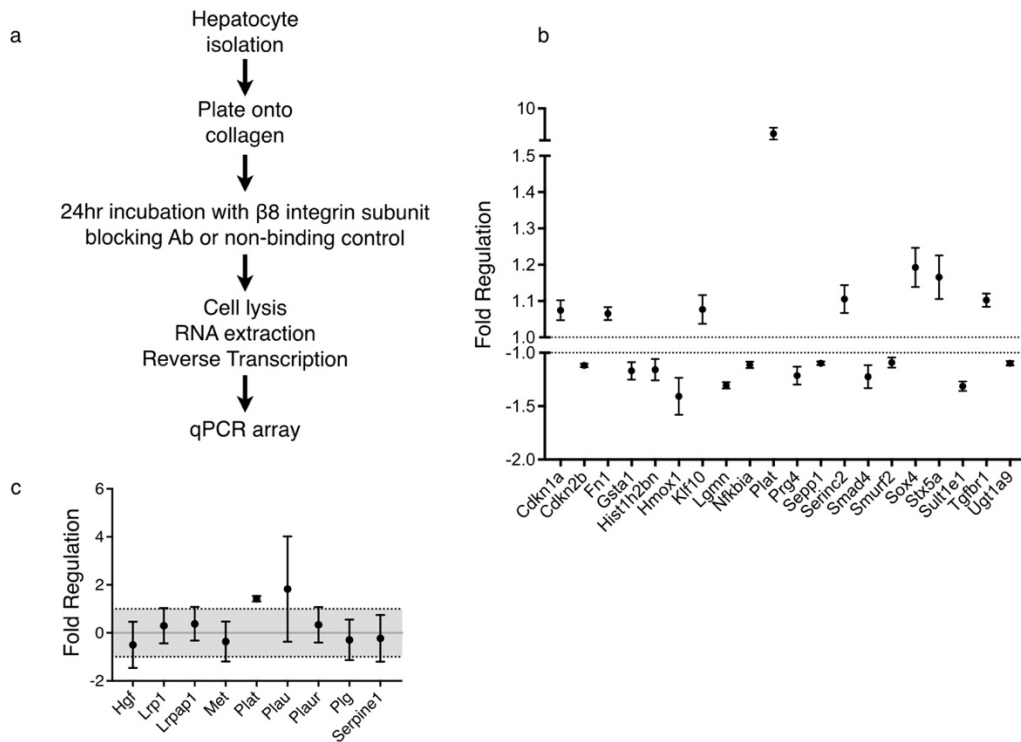 a
Hepatocyte
isolation
Plate onto
collagen
24hr incubation with β8 integrin subunit
blocking Ab or non-binding control
Cell lysis
RNA extraction
Reverse Transcription
qPCR array
b
Fold Regulation
10
1.5
1.3
1.2
1.1
1.0
-1.0
-1.5
-2.0
Cdkn1a
Cdkn2b
Fn1
Gsta1
Hist1h2bn
Hmox1
Klf10
Lgmn
Nfkbia
Plat
Prg4
Sepp1
Serinc2
Smad4
Smurf2
Sox4
Stx5a
Sult1e1
Tgfbr1
Ugt1a9
c
Fold Regulation
6
4
2
0
-2
Hgf
Lrp1
Lrpap1
Met
Plat
Plau
Plaur
Plg
Serpine1